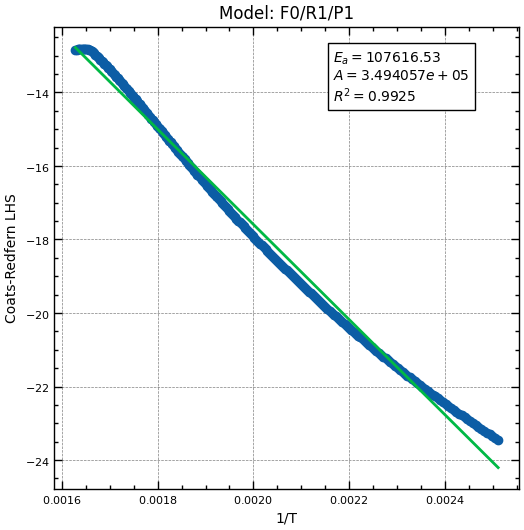 Model: F0/R1/P1
E_a = 107616.53
A = 3.494057e + 05
R² = 0.9925
Coats-Redfern LHS
−14
−16
−18
−20
−22
−24
0.0016 0.0018 0.0020 0.0022 0.0024
1/T